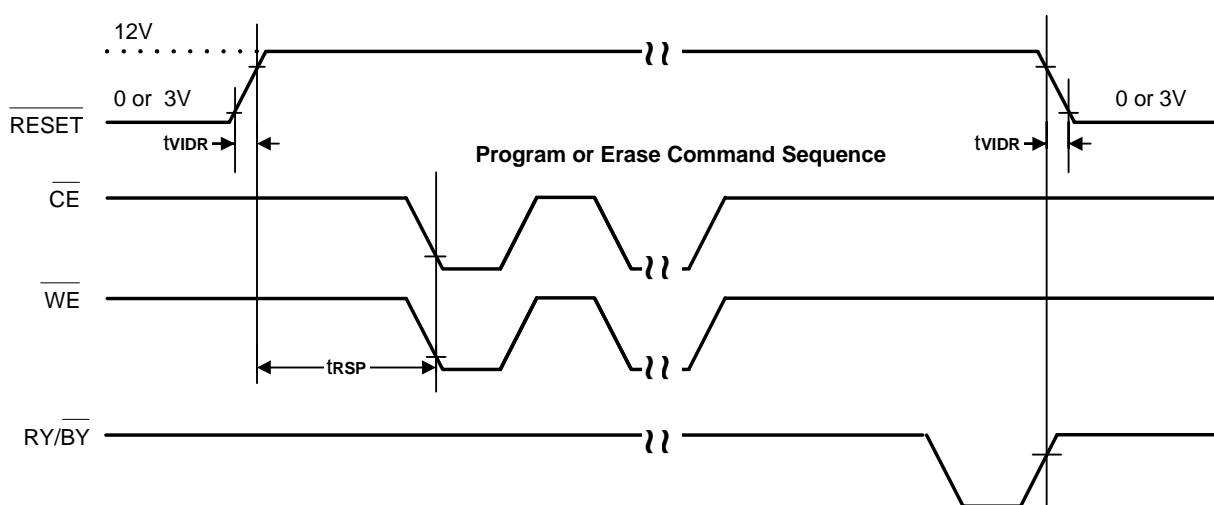 12V
0 or 3V
0 or 3V
RESET
tVIDR
tVIDR
Program or Erase Command Sequence
CE
WE
tRSP
RY/BY